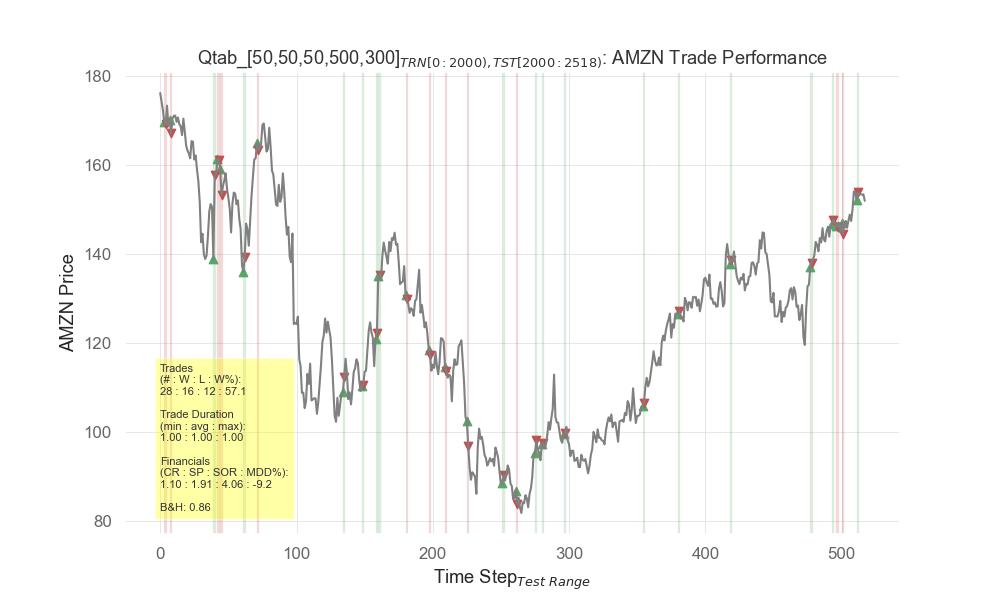 Qtab_[50,50,50,500,300]TRN[0:2000),TST[2000:2518): AMZN Trade Performance
180
160
140
120
100
80
AMZN Price
Trades
(# : W : L : W%):
28 : 16 : 12 : 57.1
Trade Duration
(min : avg : max):
1.00 : 1.00 : 1.00
Financials
(CR : SP : SOR : MDD%):
1.10 : 1.91 : 4.06 : -9.2
B&H: 0.86
0 100 200 300 400 500
Time StepTest Range